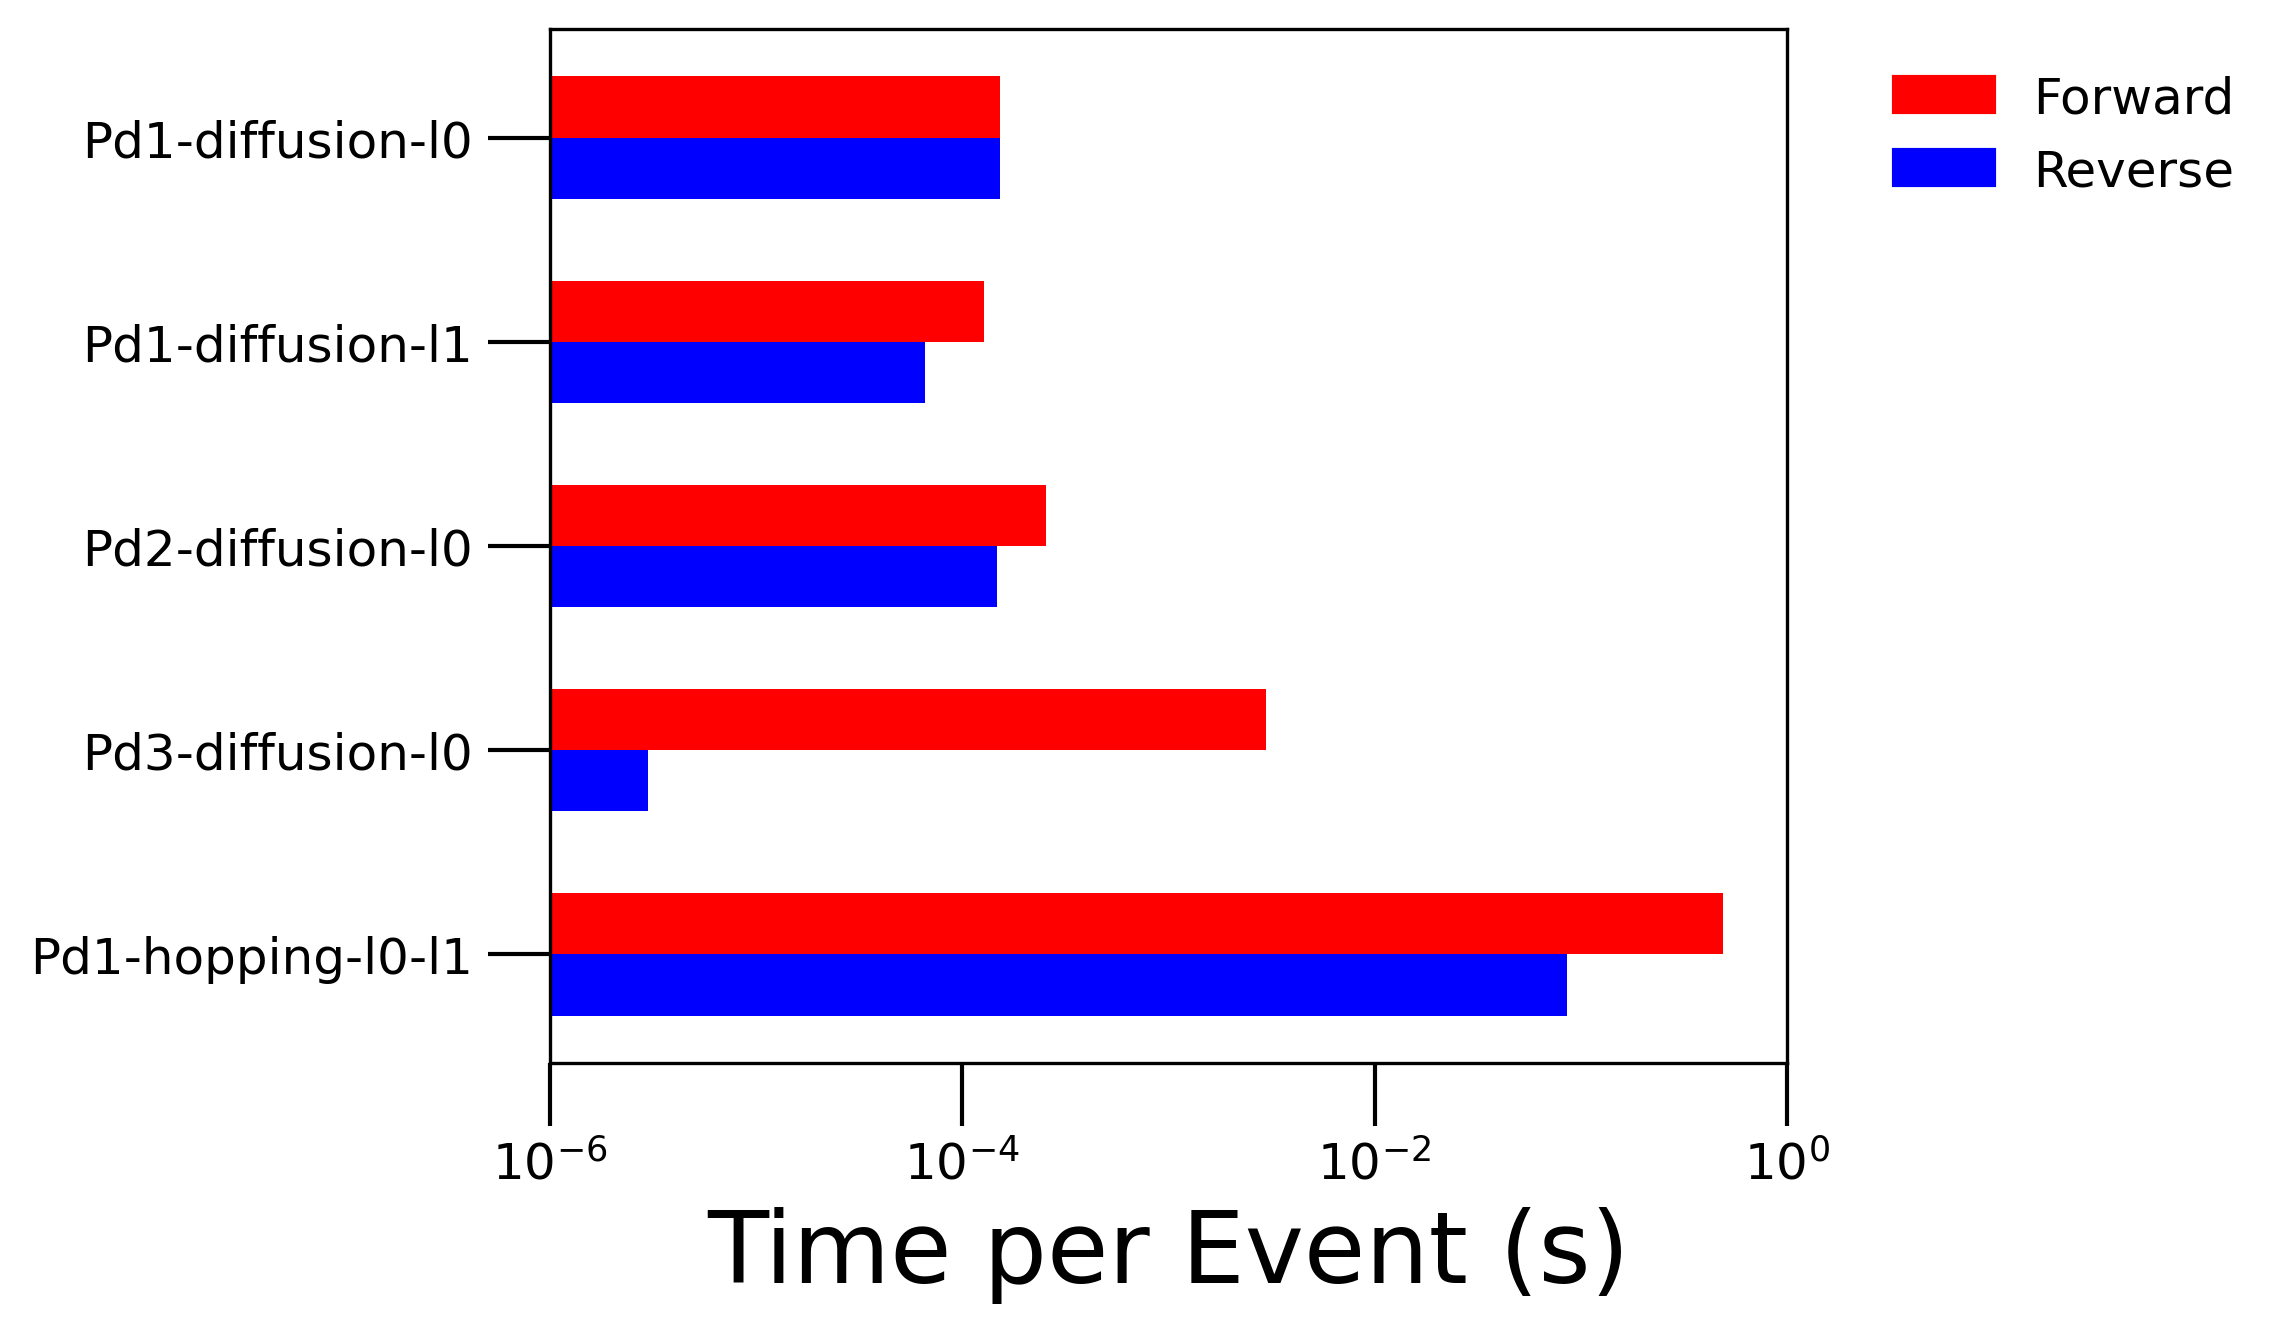 Forward
Reverse
Pd1-diffusion-l0
Pd1-diffusion-l1
Pd2-diffusion-l0
Pd3-diffusion-l0
Pd1-hopping-l0-l1
10⁻⁶ 10⁻⁴ 10⁻² 10⁰
Time per Event (s)